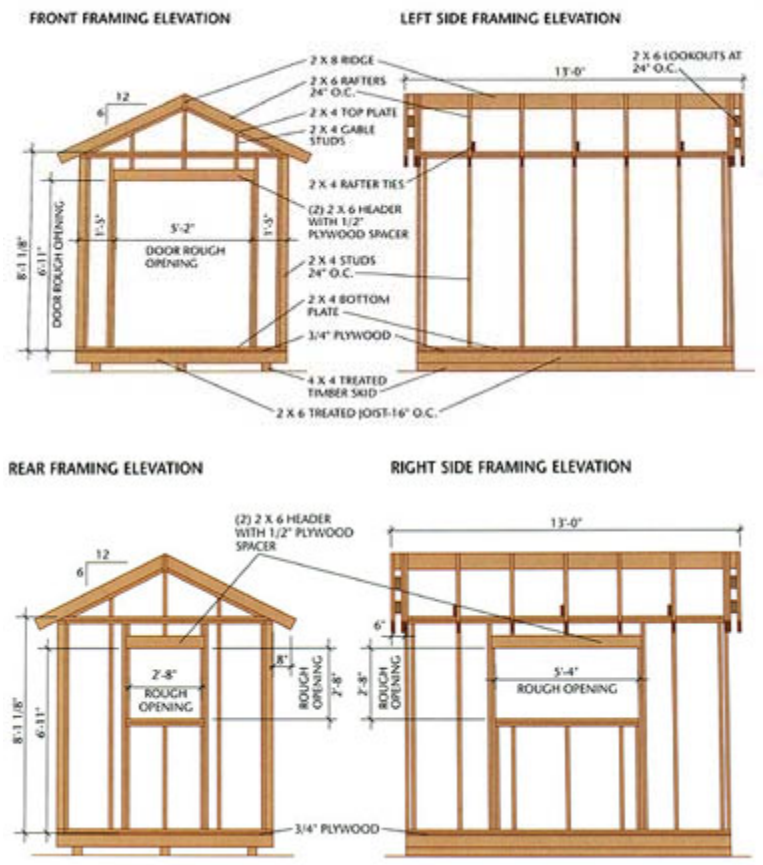 FRONT FRAMING ELEVATION
LEFT SIDE FRAMING ELEVATION
2 X 8 RIDGE
2 X 6 RAFTERS
24" O.C.
2 X 4 TOP PLATE
2 X 4 GABLE
STUDS
13'-0"
2 X 6 LOOKOUTS AT
24" O.C.
12
6
2 X 4 RAFTER TIES
(2) 2 X 6 HEADER
WITH 1/2"
PLYWOOD SPACER
8'-1 1/8"
6'-11"
DOOR ROUGH OPENING
1'-5"
5'-2"
1'-5"
DOOR ROUGH
OPENING
2 X 4 STUDS
24" O.C.
2 X 4 BOTTOM
PLATE
3/4" PLYWOOD
4 X 4 TREATED
TIMBER SKID
2 X 6 TREATED JOIST-16" O.C.
REAR FRAMING ELEVATION
RIGHT SIDE FRAMING ELEVATION
(2) 2 X 6 HEADER
WITH 1/2" PLYWOOD
SPACER
13'-0"
12
6
8'-1 1/8"
6'-11"
2'-8"
ROUGH
OPENING
8"
ROUGH
OPENING
2'-8"
6"
2'-8"
ROUGH
OPENING
5'-4"
ROUGH OPENING
3/4" PLYWOOD